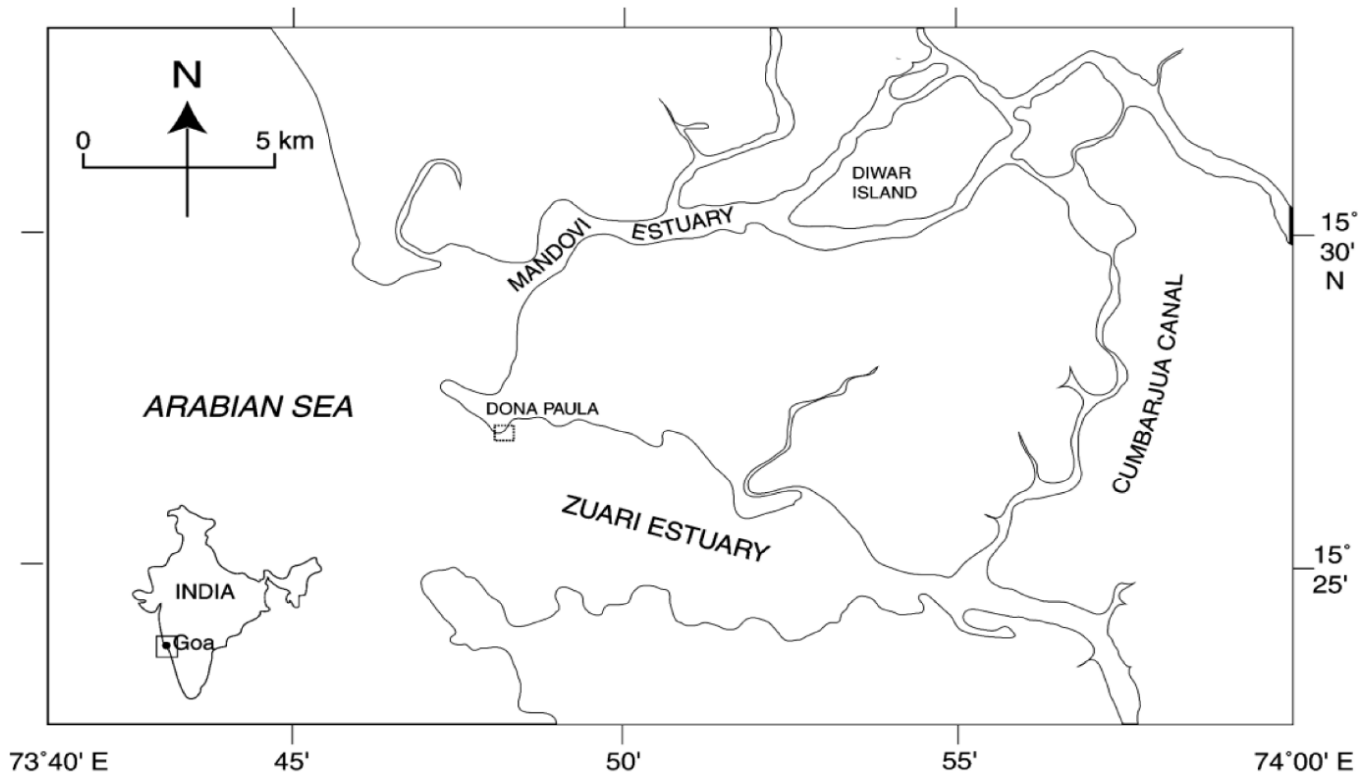 N
0 5 km
DIWAR
ISLAND
MANDOVI ESTUARY
15°
30'
N
CUMBARJUA CANAL
ARABIAN SEA
DONA PAULA
ZUARI ESTUARY
15°
25'
INDIA
Goa
73°40' E 45' 50' 55' 74°00' E